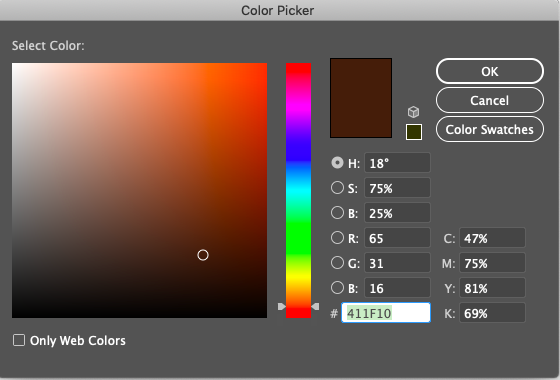 Color Picker
Select Color:
OK
Cancel
Color Swatches
H: 18°
S: 75%
B: 25%
R: 65 C: 47%
G: 31 M: 75%
B: 16 Y: 81%
# 411F10 K: 69%
Only Web Colors